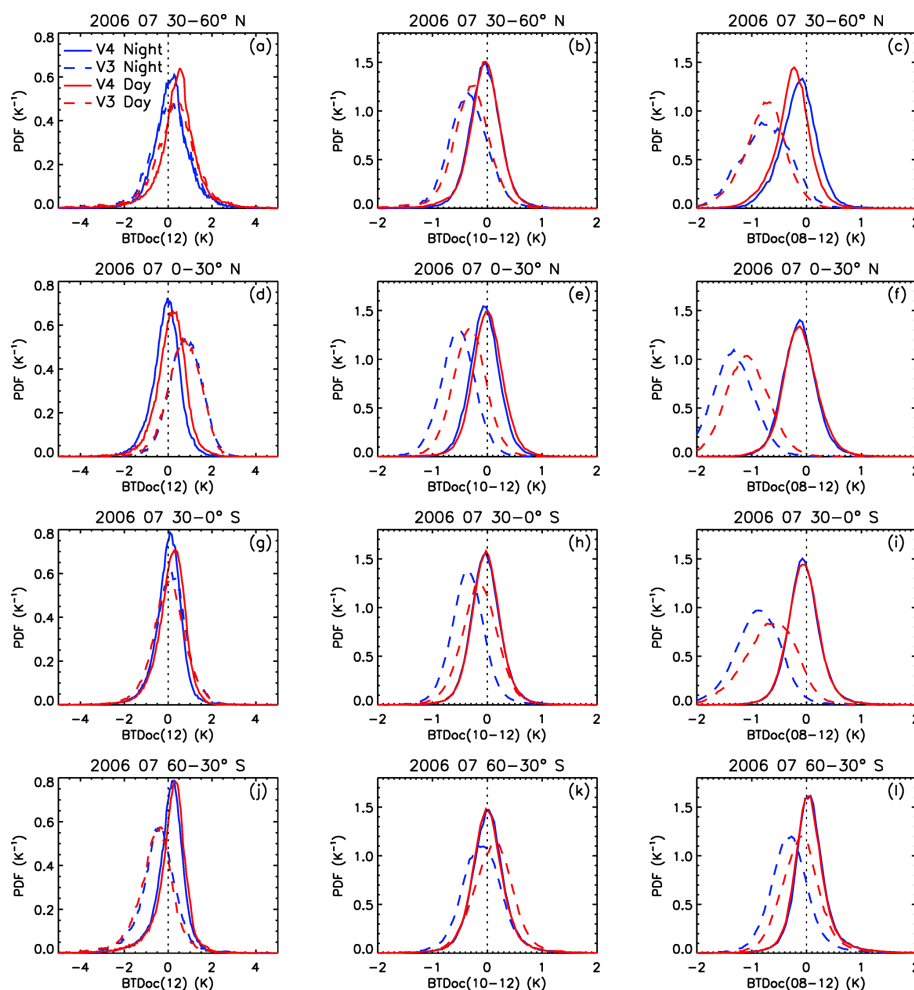 2006 07 30−60° N
2006 07 30−60° N
2006 07 30−60° N
0.8
0.6
0.4
0.2
0.0
PDF (K⁻¹)
(a)
V4 Night
V3 Night
V4 Day
V3 Day
−4 −2 0 2 4
BTDoc(12) (K)
1.5
1.0
0.5
0.0
PDF (K⁻¹)
(b)
−2 −1 0 1 2
BTDoc(10−12) (K)
1.5
1.0
0.5
0.0
PDF (K⁻¹)
(c)
−2 −1 0 1 2
BTDoc(08−12) (K)
2006 07 0−30° N
2006 07 0−30° N
2006 07 0−30° N
0.8
0.6
0.4
0.2
0.0
PDF (K⁻¹)
(d)
−4 −2 0 2 4
BTDoc(12) (K)
1.5
1.0
0.5
0.0
PDF (K⁻¹)
(e)
−2 −1 0 1 2
BTDoc(10−12) (K)
1.5
1.0
0.5
0.0
PDF (K⁻¹)
(f)
−2 −1 0 1 2
BTDoc(08−12) (K)
2006 07 30−0° S
2006 07 30−0° S
2006 07 30−0° S
0.8
0.6
0.4
0.2
0.0
PDF (K⁻¹)
(g)
−4 −2 0 2 4
BTDoc(12) (K)
1.5
1.0
0.5
0.0
PDF (K⁻¹)
(h)
−2 −1 0 1 2
BTDoc(10−12) (K)
1.5
1.0
0.5
0.0
PDF (K⁻¹)
(i)
−2 −1 0 1 2
BTDoc(08−12) (K)
2006 07 60−30° S
2006 07 60−30° S
2006 07 60−30° S
0.8
0.6
0.4
0.2
0.0
PDF (K⁻¹)
(j)
−4 −2 0 2 4
BTDoc(12) (K)
1.5
1.0
0.5
0.0
PDF (K⁻¹)
(k)
−2 −1 0 1 2
BTDoc(10−12) (K)
1.5
1.0
0.5
0.0
PDF (K⁻¹)
(l)
−2 −1 0 1 2
BTDoc(08−12) (K)